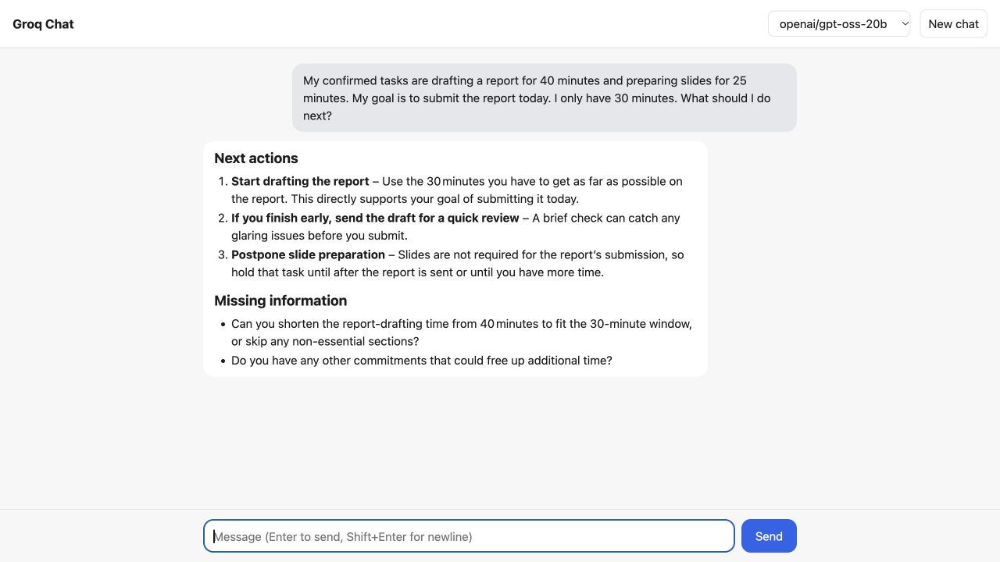 Groq Chat
openai/gpt-oss-20b
New chat
My confirmed tasks are drafting a report for 40 minutes and preparing slides for 25
minutes. My goal is to submit the report today. I only have 30 minutes. What should I do
next?
Next actions
1. Start drafting the report – Use the 30 minutes you have to get as far as possible on
the report. This directly supports your goal of submitting it today.
2. If you finish early, send the draft for a quick review – A brief check can catch any
glaring issues before you submit.
3. Postpone slide preparation – Slides are not required for the report’s submission, so
hold that task until after the report is sent or until you have more time.
Missing information
• Can you shorten the report-drafting time from 40 minutes to fit the 30-minute window,
or skip any non-essential sections?
• Do you have any other commitments that could free up additional time?
Message (Enter to send, Shift+Enter for newline)
Send